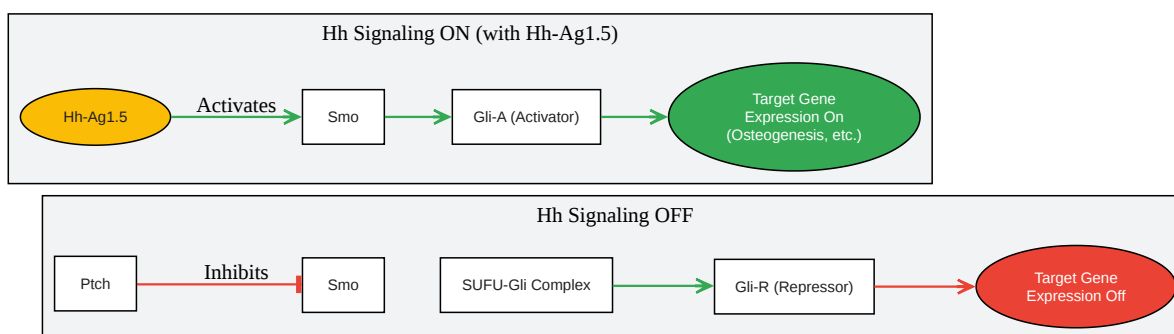 Hh Signaling ON (with Hh-Ag1.5)
Hh-Ag1.5
Activates
Smo
Gli-A (Activator)
Target Gene
Expression On
(Osteogenesis, etc.)
Hh Signaling OFF
Ptch
Inhibits
Smo
SUFU-Gli Complex
Gli-R (Repressor)
Target Gene
Expression Off